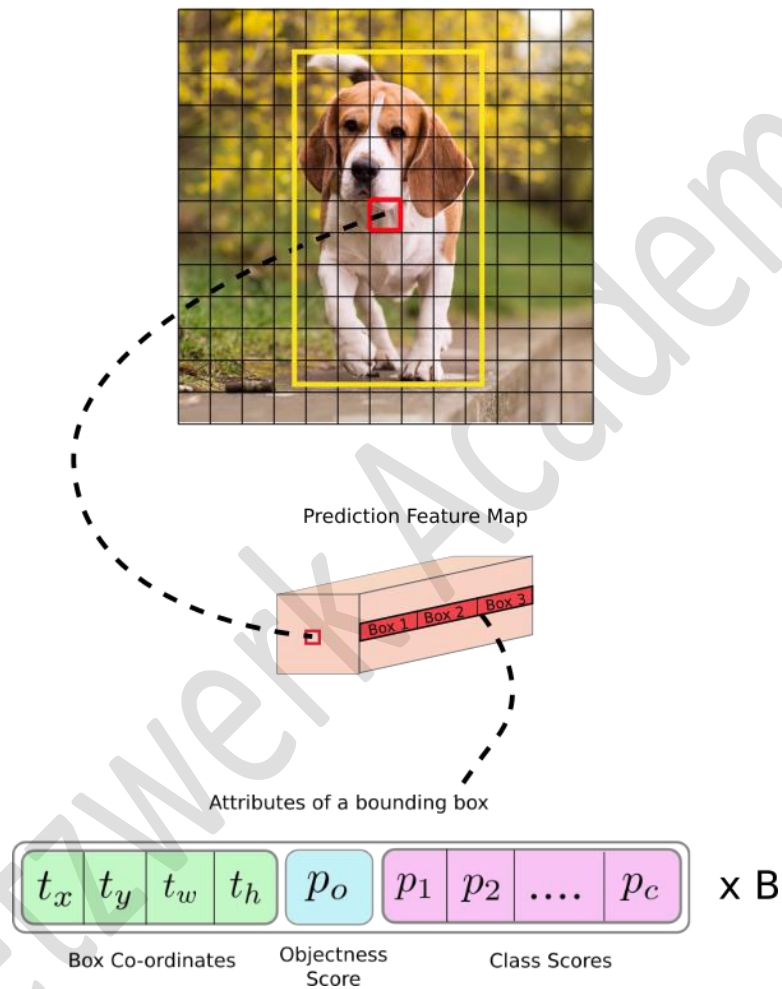 Prediction Feature Map
Box 1 Box 2 Box 3
Attributes of a bounding box
t_x t_y t_w t_h p_o p_1 p_2 .... p_c x B
Box Co-ordinates Objectness Score Class Scores